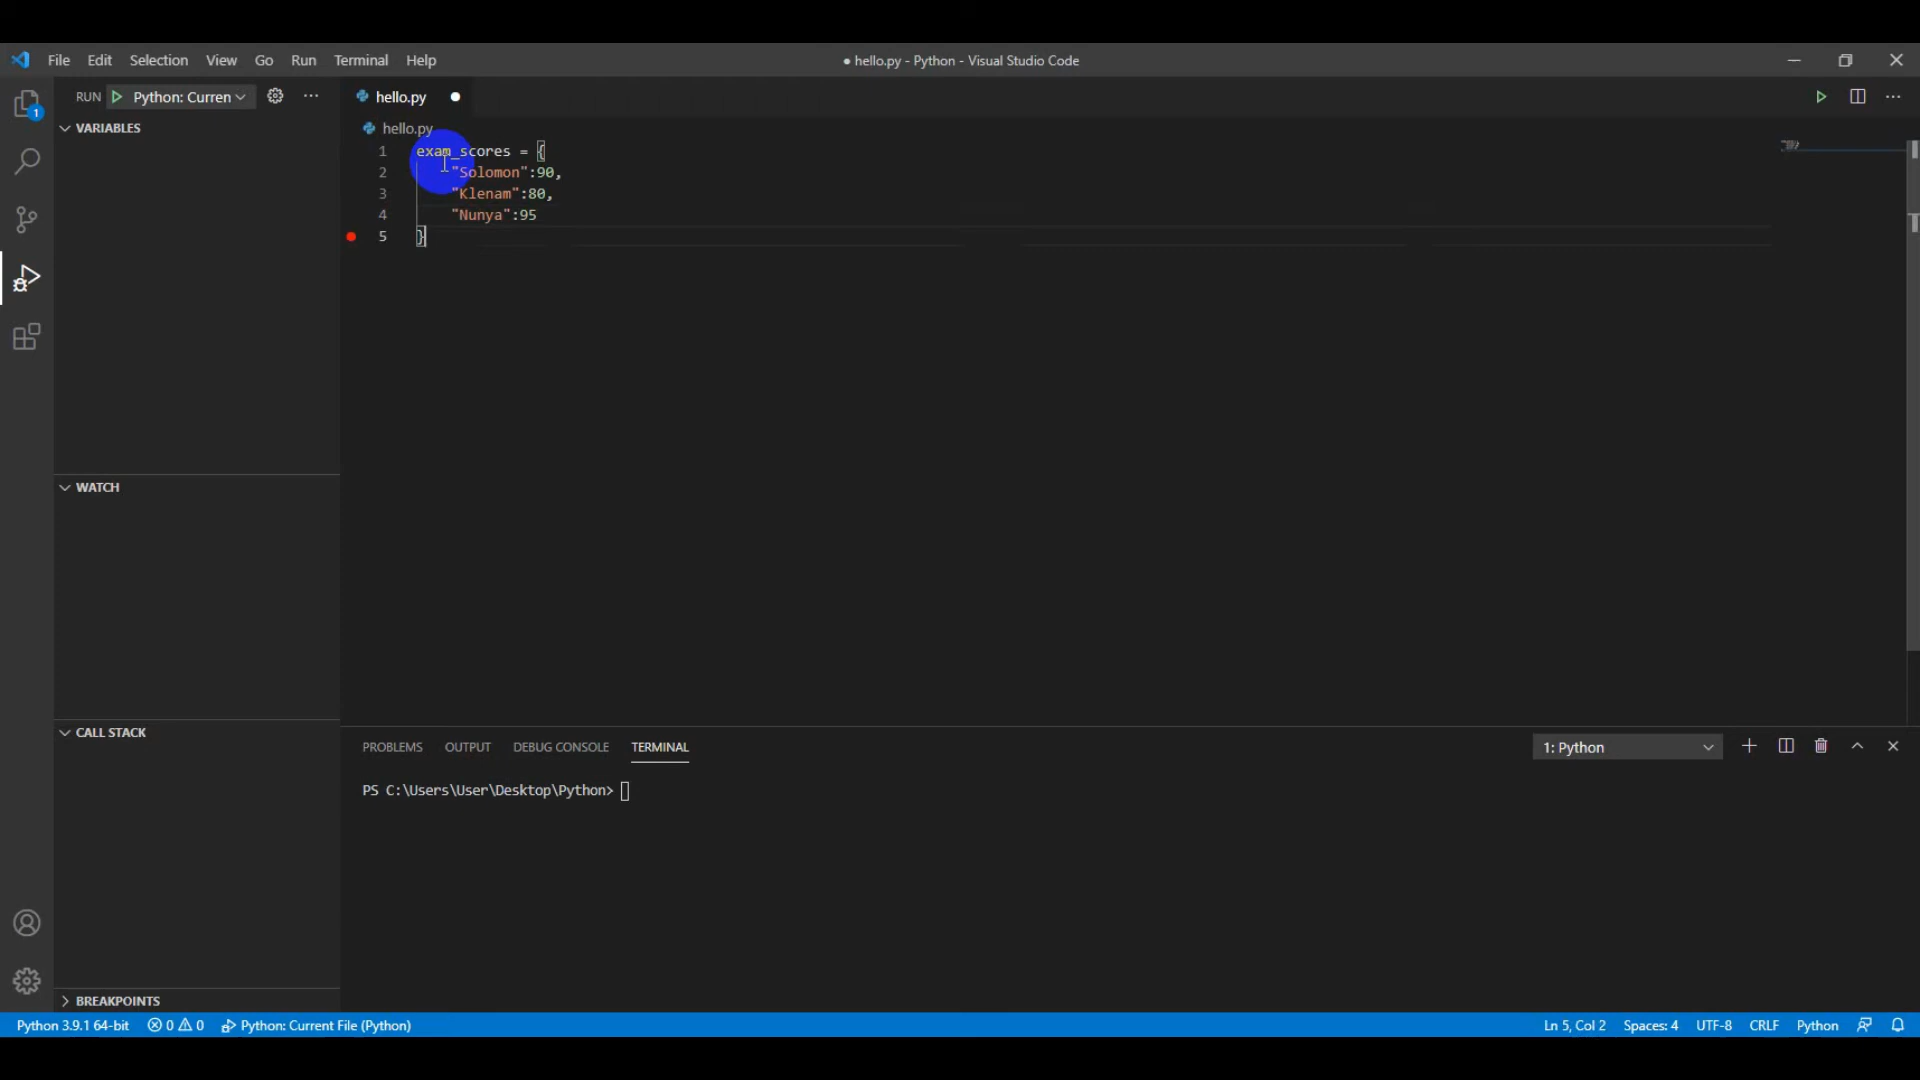 File Edit Selection View Go Run Terminal Help
● hello.py - Python - Visual Studio Code
RUN Python: Curren
hello.py
1
VARIABLES
hello.py
1 exam_scores = {
2 "Solomon":90,
3 "Klenam":80,
4 "Nunya":95
5 }
WATCH
CALL STACK
PROBLEMS OUTPUT DEBUG CONSOLE TERMINAL
1: Python
PS C:\Users\User\Desktop\Python>
BREAKPOINTS
Python 3.9.1 64-bit 0 0 Python: Current File (Python) Ln 5, Col 2 Spaces: 4 UTF-8 CRLF Python